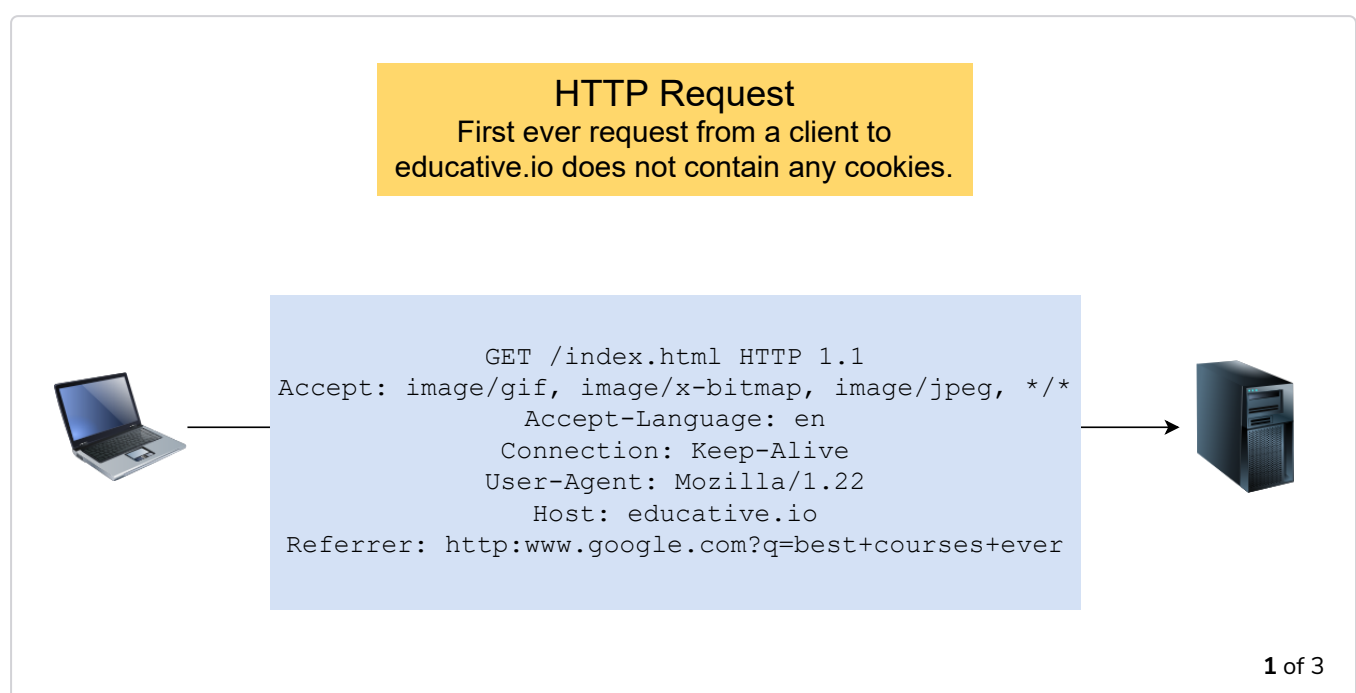 HTTP Request
First ever request from a client to
educative.io does not contain any cookies.
GET /index.html HTTP 1.1
Accept: image/gif, image/x-bitmap, image/jpeg, */*
Accept-Language: en
Connection: Keep-Alive
User-Agent: Mozilla/1.22
Host: educative.io
Referrer: http:www.google.com?q=best+courses+ever
1 of 3